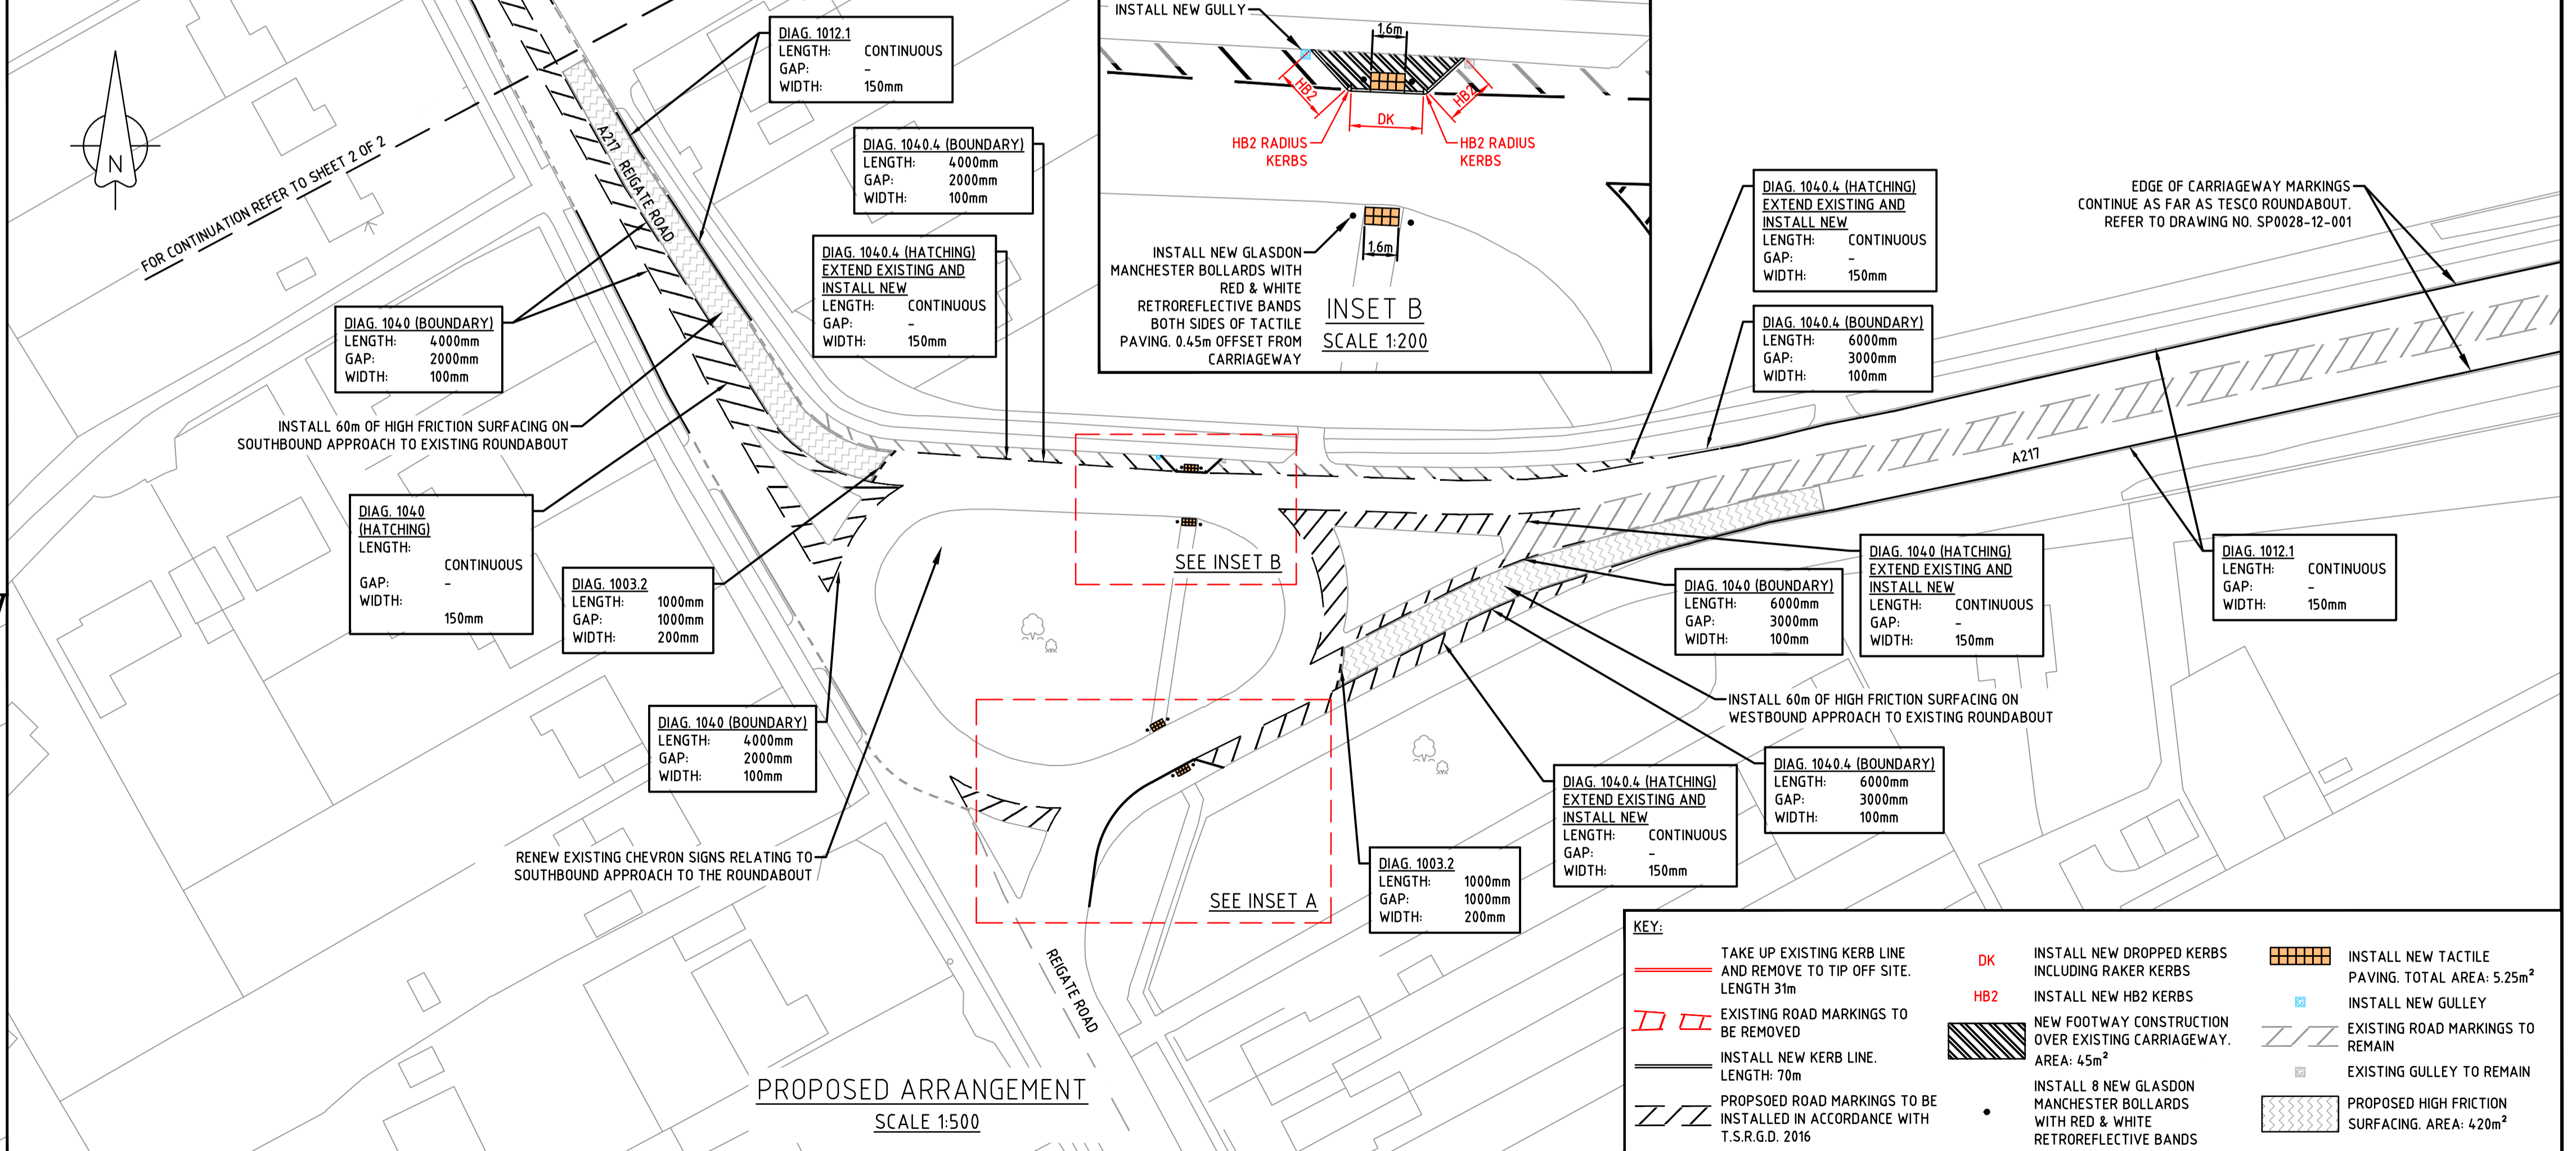 N
FOR CONTINUATION REFER TO SHEET 2 OF 2
A217 REIGATE ROAD
DIAG. 1012.1
LENGTH: CONTINUOUS
GAP: -
WIDTH: 150mm
DIAG. 1040.4 (BOUNDARY)
LENGTH: 4000mm
GAP: 2000mm
WIDTH: 100mm
DIAG. 1040.4 (HATCHING)
EXTEND EXISTING AND
INSTALL NEW
LENGTH: CONTINUOUS
GAP: -
WIDTH: 150mm
DIAG. 1040 (BOUNDARY)
LENGTH: 4000mm
GAP: 2000mm
WIDTH: 100mm
INSTALL 60m OF HIGH FRICTION SURFACING ON
SOUTHBOUND APPROACH TO EXISTING ROUNDABOUT
DIAG. 1040
(HATCHING)
LENGTH:
CONTINUOUS
GAP: -
WIDTH:
150mm
DIAG. 1003.2
LENGTH: 1000mm
GAP: 1000mm
WIDTH: 200mm
DIAG. 1040 (BOUNDARY)
LENGTH: 4000mm
GAP: 2000mm
WIDTH: 100mm
RENEW EXISTING CHEVRON SIGNS RELATING TO
SOUTHBOUND APPROACH TO THE ROUNDABOUT
INSTALL NEW GULLY
1.6m
HB2
HB2
DK
HB2 RADIUS
KERBS
HB2 RADIUS
KERBS
1.6m
INSTALL NEW GLASDON
MANCHESTER BOLLARDS WITH
RED & WHITE
RETROREFLECTIVE BANDS
BOTH SIDES OF TACTILE
PAVING. 0.45m OFFSET FROM
CARRIAGEWAY
INSET B
SCALE 1:200
DIAG. 1040.4 (HATCHING)
EXTEND EXISTING AND
INSTALL NEW
LENGTH: CONTINUOUS
GAP: -
WIDTH: 150mm
DIAG. 1040.4 (BOUNDARY)
LENGTH: 6000mm
GAP: 3000mm
WIDTH: 100mm
EDGE OF CARRIAGEWAY MARKINGS
CONTINUE AS FAR AS TESCO ROUNDABOUT.
REFER TO DRAWING NO. SP0028-12-001
A217
SEE INSET B
SEE INSET A
DIAG. 1040 (BOUNDARY)
LENGTH: 6000mm
GAP: 3000mm
WIDTH: 100mm
DIAG. 1040 (HATCHING)
EXTEND EXISTING AND
INSTALL NEW
LENGTH: CONTINUOUS
GAP: -
WIDTH: 150mm
DIAG. 1012.1
LENGTH: CONTINUOUS
GAP: -
WIDTH: 150mm
INSTALL 60m OF HIGH FRICTION SURFACING ON
WESTBOUND APPROACH TO EXISTING ROUNDABOUT
DIAG. 1040.4 (BOUNDARY)
LENGTH: 6000mm
GAP: 3000mm
WIDTH: 100mm
DIAG. 1040.4 (HATCHING)
EXTEND EXISTING AND
INSTALL NEW
LENGTH: CONTINUOUS
GAP: -
WIDTH: 150mm
DIAG. 1003.2
LENGTH: 1000mm
GAP: 1000mm
WIDTH: 200mm
REIGATE ROAD
PROPOSED ARRANGEMENT
SCALE 1:500
KEY:
TAKE UP EXISTING KERB LINE
AND REMOVE TO TIP OFF SITE.
LENGTH 31m
EXISTING ROAD MARKINGS TO
BE REMOVED
INSTALL NEW KERB LINE.
LENGTH: 70m
PROPSOED ROAD MARKINGS TO BE
INSTALLED IN ACCORDANCE WITH
T.S.R.G.D. 2016
DK
INSTALL NEW DROPPED KERBS
INCLUDING RAKER KERBS
HB2
INSTALL NEW HB2 KERBS
NEW FOOTWAY CONSTRUCTION
OVER EXISTING CARRIAGEWAY.
AREA: 45m²
INSTALL 8 NEW GLASDON
MANCHESTER BOLLARDS
WITH RED & WHITE
RETROREFLECTIVE BANDS
INSTALL NEW TACTILE
PAVING. TOTAL AREA: 5.25m²
INSTALL NEW GULLEY
EXISTING ROAD MARKINGS TO
REMAIN
EXISTING GULLEY TO REMAIN
PROPOSED HIGH FRICTION
SURFACING. AREA: 420m²